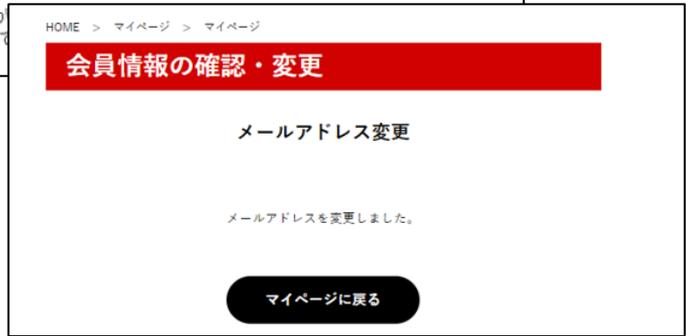 HOME > マイページ > マイページ
会員情報の確認・変更
メールアドレス変更
メールアドレスを変更しました。
マイページに戻る